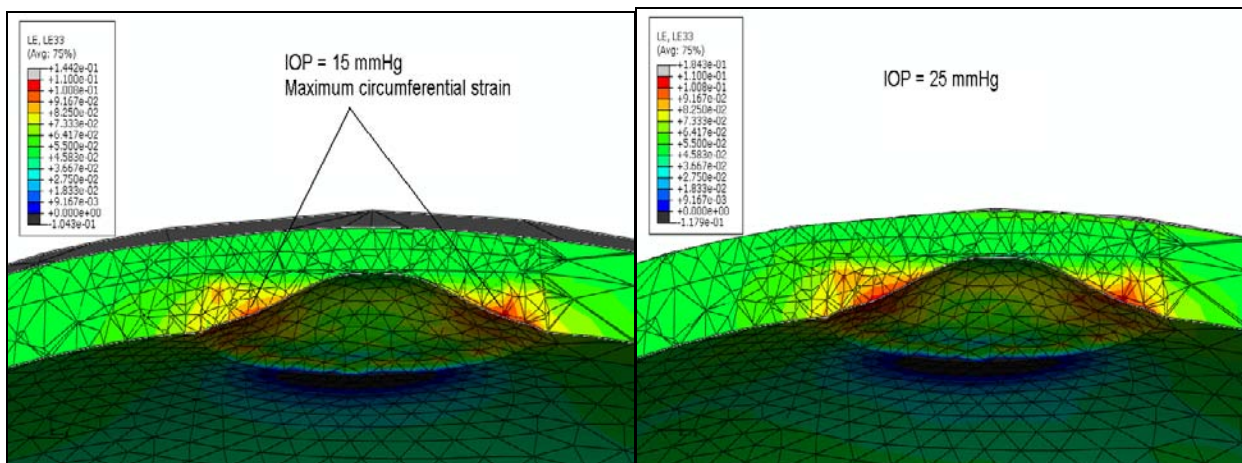 LE, LE33
(Avg: 75%)
+1.442e-01
+1.100e-01
+1.008e-01
+9.167e-02
+8.250e-02
+7.333e-02
+6.417e-02
+5.500e-02
+4.583e-02
+3.667e-02
+2.750e-02
+1.833e-02
+9.167e-03
+0.000e+00
-1.043e-01
IOP = 15 mmHg
Maximum circumferential strain
LE, LE33
(Avg: 75%)
+1.843e-01
+1.100e-01
+1.008e-01
+9.167e-02
+8.250e-02
+7.333e-02
+6.417e-02
+5.500e-02
+4.583e-02
+3.667e-02
+2.750e-02
+1.833e-02
+9.167e-03
+0.000e+00
-1.179e-01
IOP = 25 mmHg